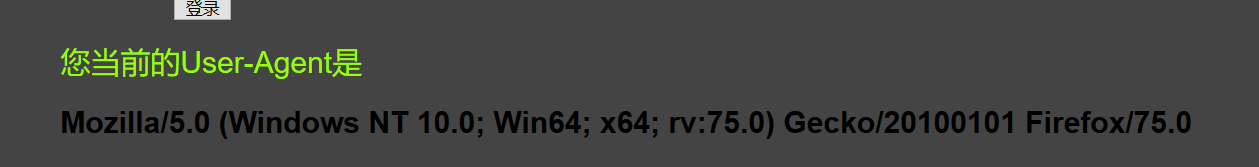 登录
您当前的User-Agent是
Mozilla/5.0 (Windows NT 10.0; Win64; x64; rv:75.0) Gecko/20100101 Firefox/75.0